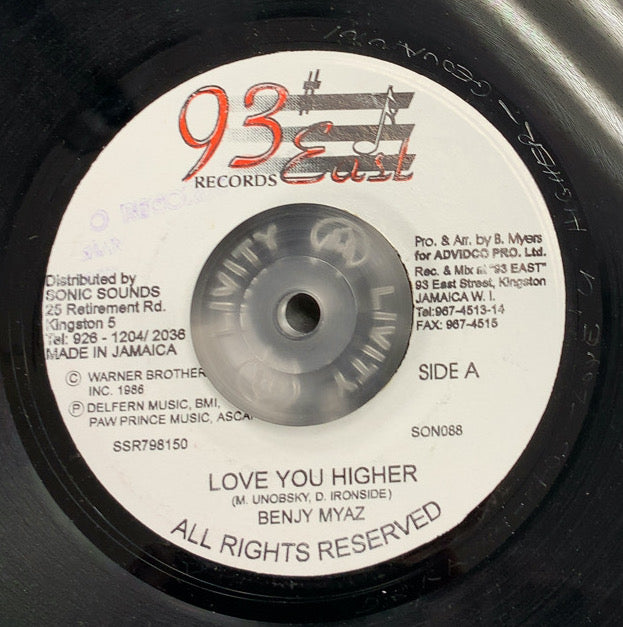 93 # East
RECORDS
Distributed by
SONIC SOUNDS
25 Retirement Rd.
Kingston 5
Tel: 926 - 1204/ 2036
MADE IN JAMAICA
© WARNER BROTHER
INC. 1986
Ⓟ DELFERN MUSIC, BMI,
PAW PRINCE MUSIC, ASCA
SSR798150
LIVITY
LIVITY
LIVITY
Pro. & Arr. by B. Myers
for ADVIDCO PRO. Ltd.
Rec. & Mix at "93 EAST"
93 East Street, Kingston
JAMAICA W. I.
Tel:967-4513-14
FAX: 967-4515
SIDE A
SON088
LOVE YOU HIGHER
(M. UNOBSKY, D. IRONSIDE)
BENJY MYAZ
ALL RIGHTS RESERVED